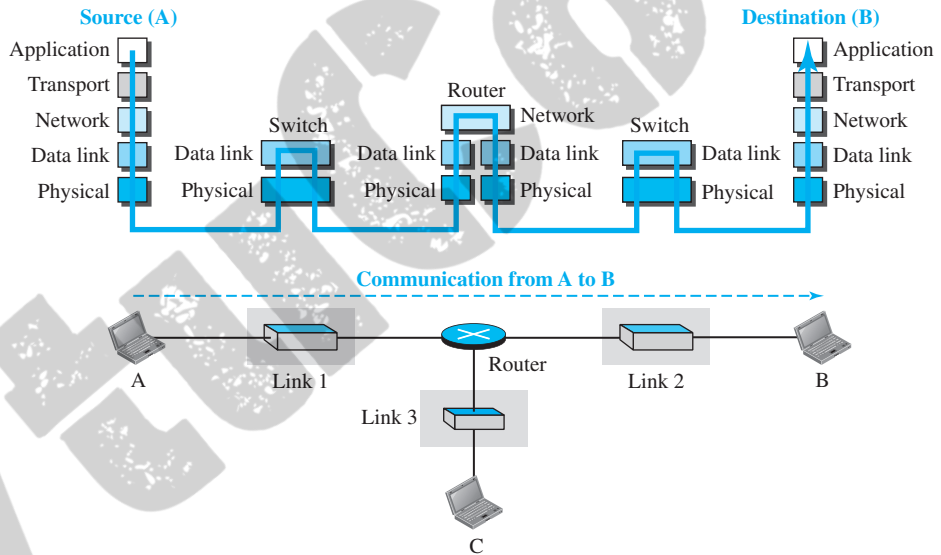 Source (A)
Destination (B)
Application
Application
Transport
Transport
Router
Network
Network
Network
Switch
Switch
Data link
Data link
Data link
Data link
Data link
Data link
Physical
Physical
Physical
Physical
Physical
Physical
Communication from A to B
A
Link 1
Router
Link 2
B
Link 3
C